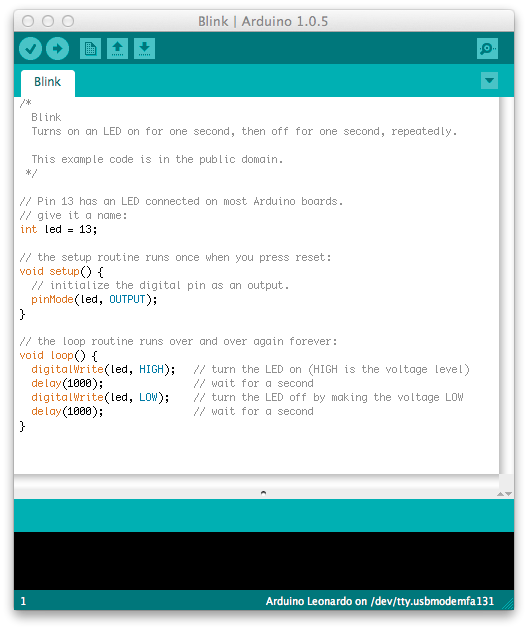 Blink | Arduino 1.0.5
Blink
/*
  Blink
  Turns on an LED on for one second, then off for one second, repeatedly.

  This example code is in the public domain.
 */

// Pin 13 has an LED connected on most Arduino boards.
// give it a name:
int led = 13;

// the setup routine runs once when you press reset:
void setup() {
  // initialize the digital pin as an output.
  pinMode(led, OUTPUT);
}

// the loop routine runs over and over again forever:
void loop() {
  digitalWrite(led, HIGH);   // turn the LED on (HIGH is the voltage level)
  delay(1000);               // wait for a second
  digitalWrite(led, LOW);    // turn the LED off by making the voltage LOW
  delay(1000);               // wait for a second
}
1 Arduino Leonardo on /dev/tty.usbmodemfa131